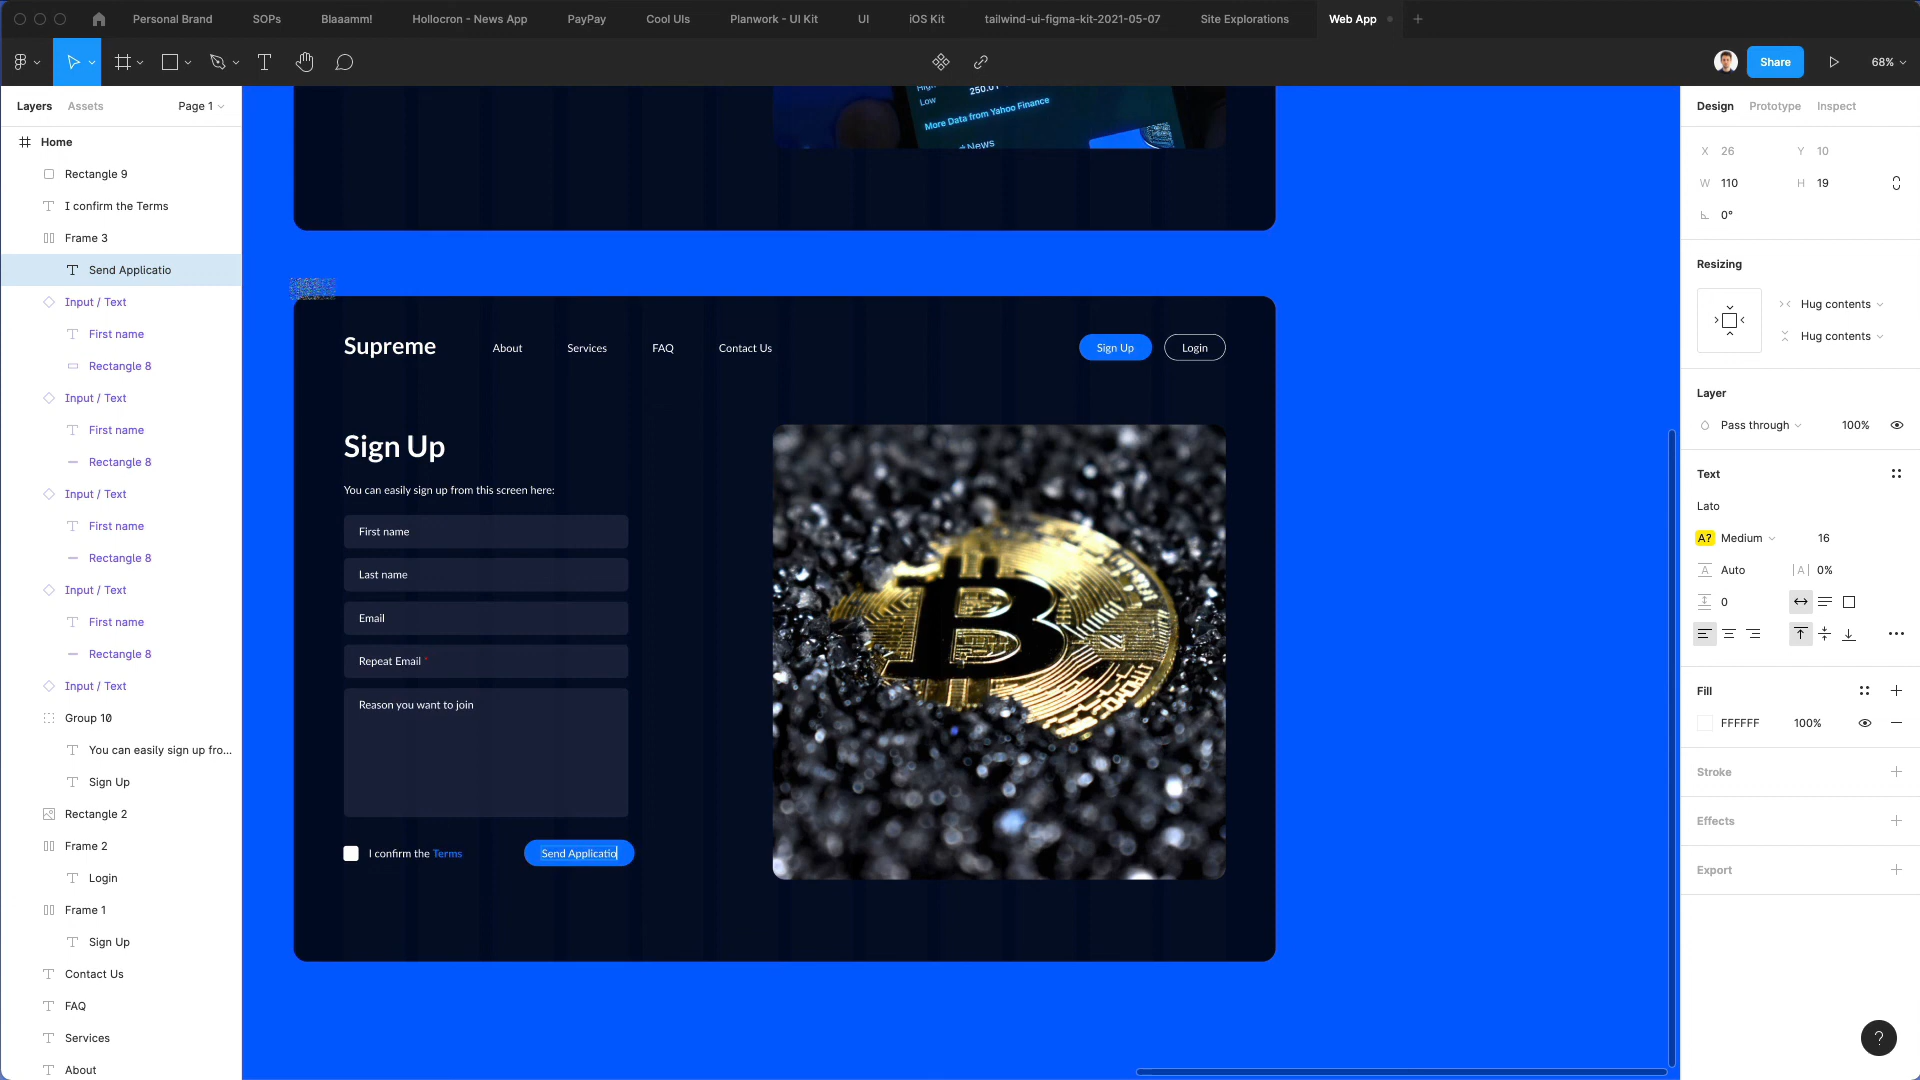 Personal Brand
SOPs
Blaaamm!
Hollocron - News App
PayPay
Cool UIs
Planwork - UI Kit
UI
iOS Kit
tailwind-ui-figma-kit-2021-05-07
Site Explorations
Web App
Share
68%
Layers
Assets
Page 1
Home
Rectangle 9
I confirm the Terms
Frame 3
Send Applicatio
Input / Text
First name
Rectangle 8
Input / Text
First name
Rectangle 8
Input / Text
First name
Rectangle 8
Input / Text
First name
Rectangle 8
Input / Text
Group 10
You can easily sign up fro...
Sign Up
Rectangle 2
Frame 2
Login
Frame 1
Sign Up
Contact Us
FAQ
Services
About
Low
More Data from Yahoo Finance
News
Supreme
About
Services
FAQ
Contact Us
Sign Up
Login
Sign Up
You can easily sign up from this screen here:
First name
Last name
Email
Repeat Email *
Reason you want to join
I confirm the Terms
Send Applicatio
Design
Prototype
Inspect
X 26
Y 10
W 110
H 19
0°
Resizing
Hug contents
Hug contents
Layer
Pass through
100%
Text
Lato
A? Medium
16
A Auto
|A| 0%
0
Fill
FFFFFF
100%
Stroke
Effects
Export
?